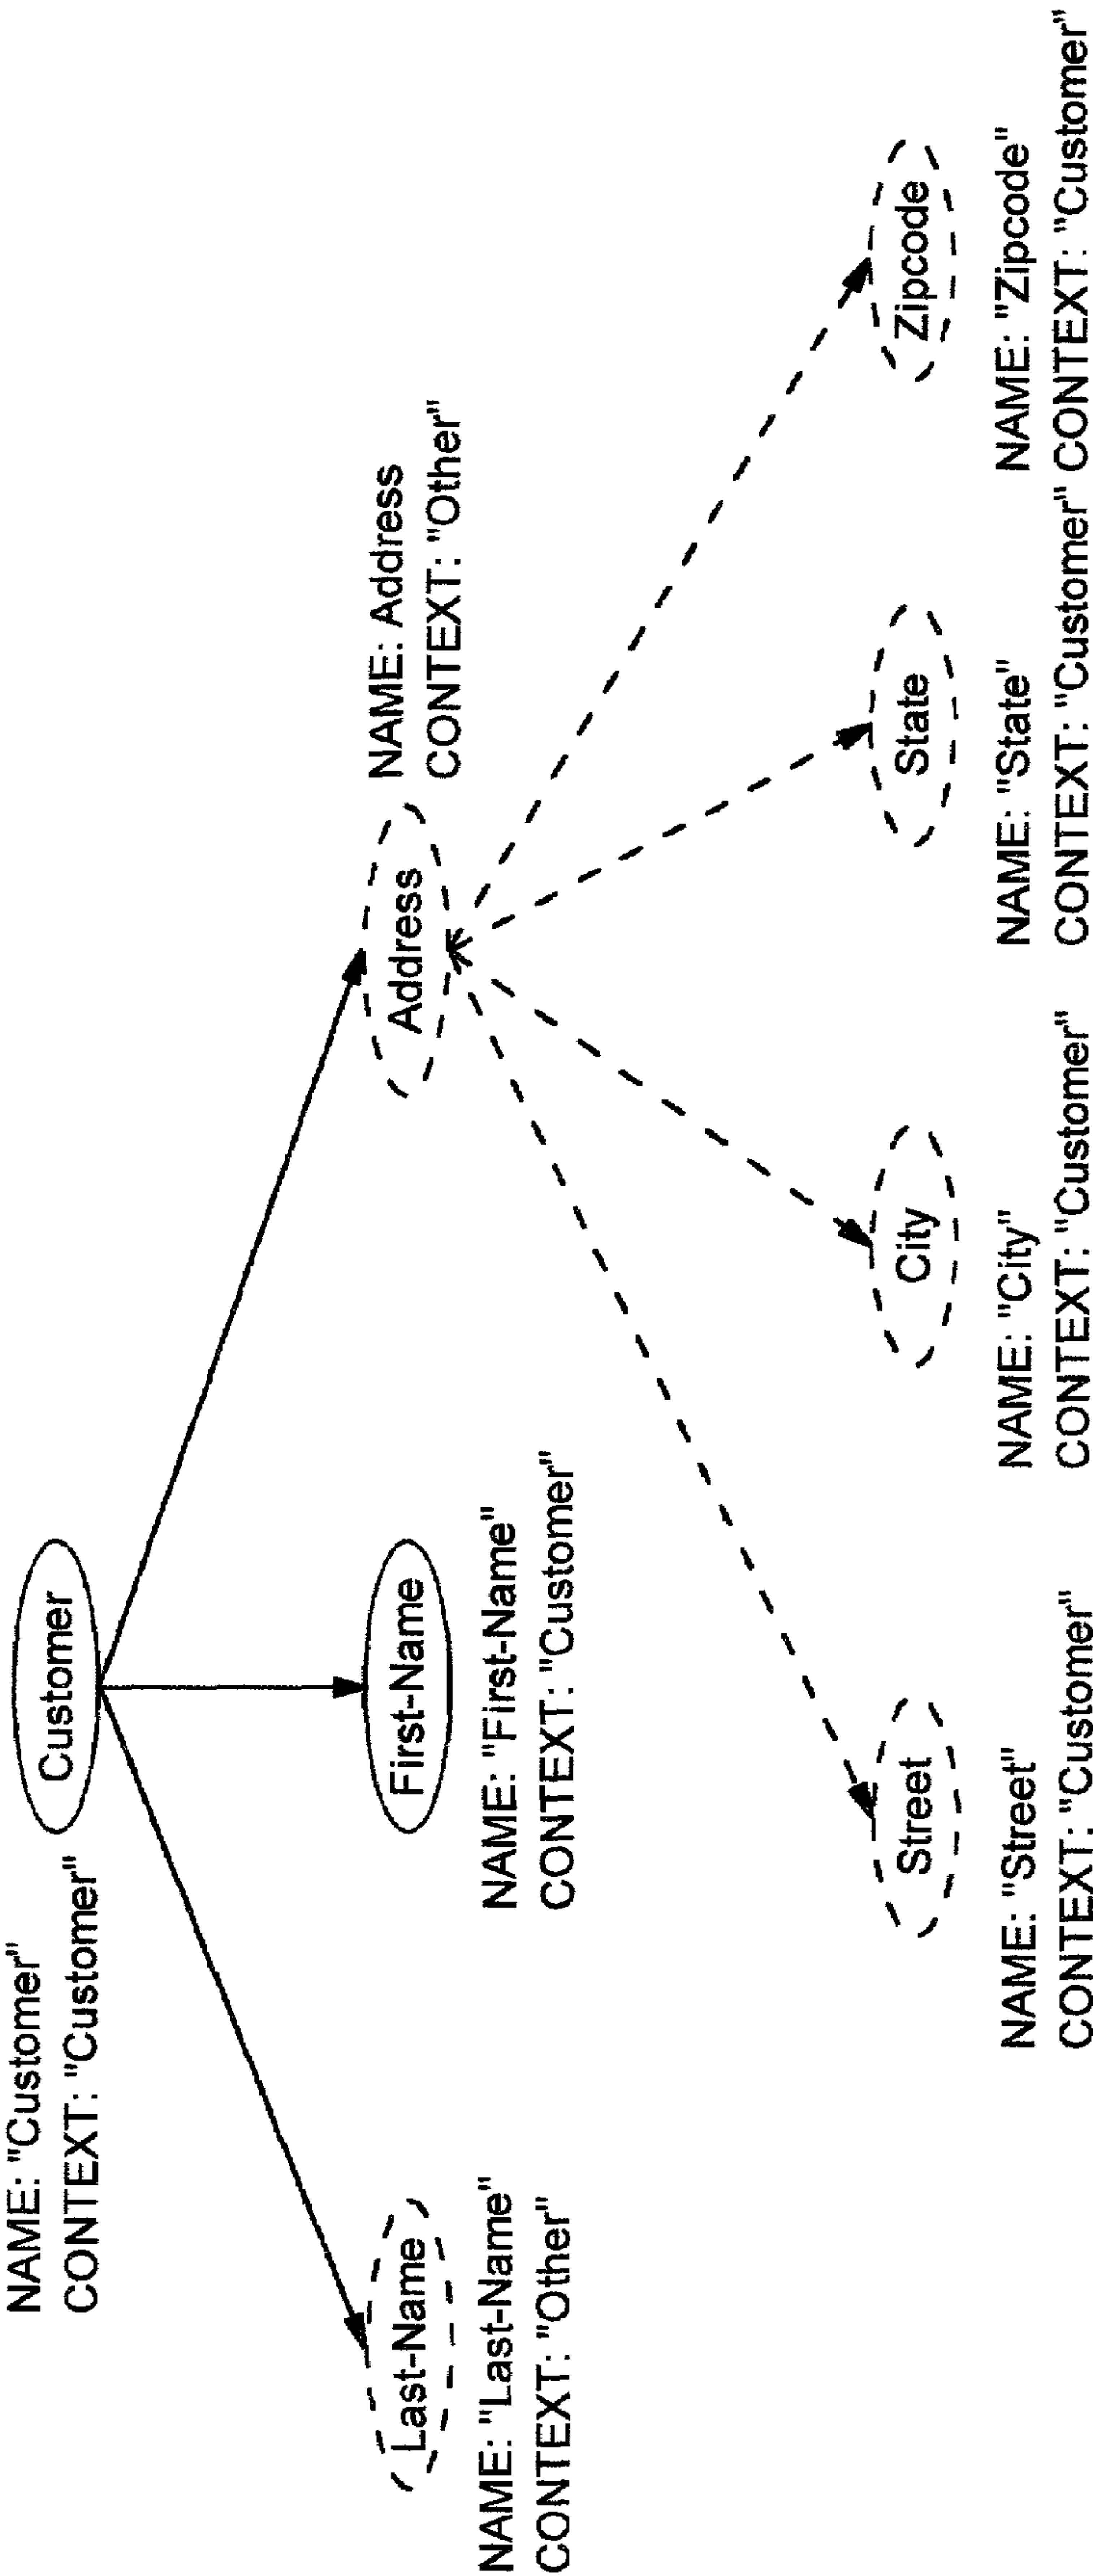 NAME: "Customer"
CONTEXT: "Customer"
Customer
Last-Name
NAME: "Last-Name"
CONTEXT: "Other"
First-Name
NAME: "First-Name"
CONTEXT: "Customer"
Address
NAME: Address
CONTEXT: "Other"
Street
NAME: "Street"
CONTEXT: "Customer"
City
NAME: "City"
CONTEXT: "Customer"
State
NAME: "State"
CONTEXT: "Customer"
Zipcode
NAME: "Zipcode"
CONTEXT: "Customer"